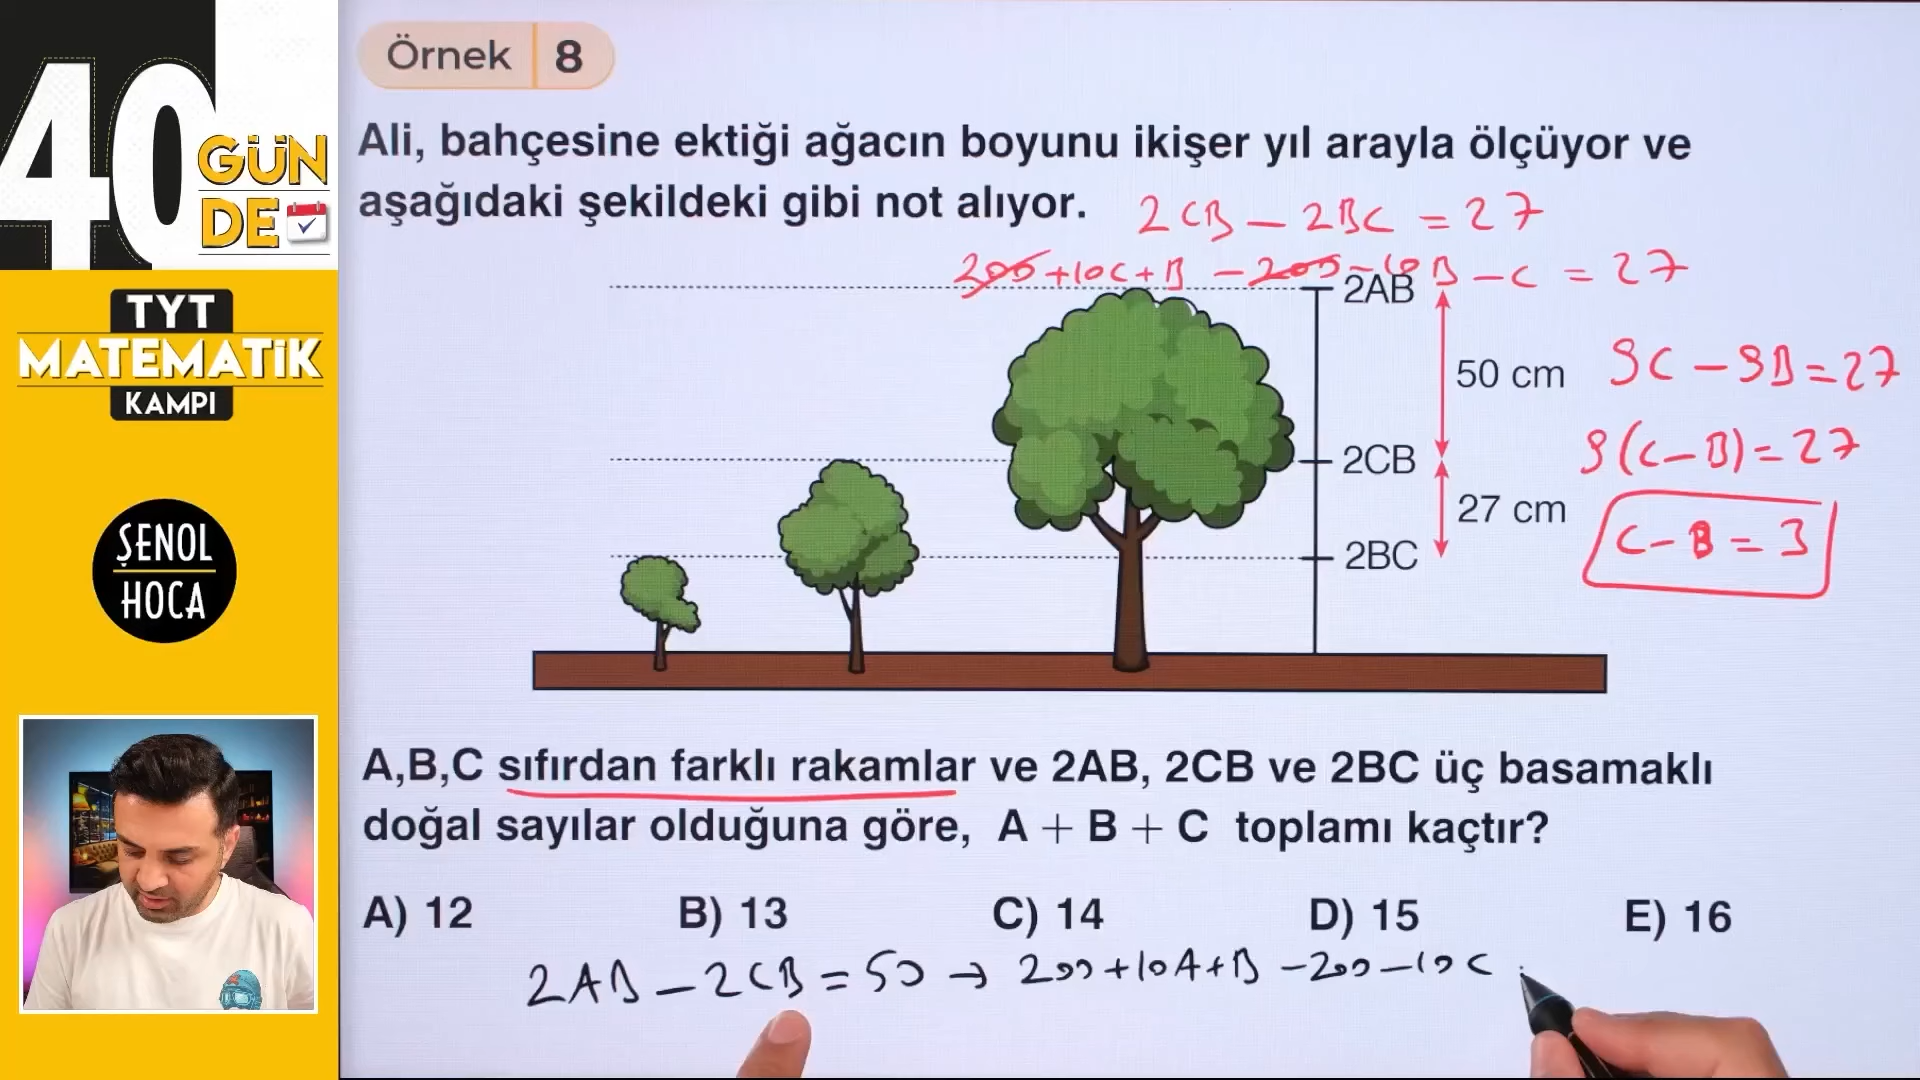 40
GÜN
DE
TYT
MATEMATİK
KAMPI
ŞENOL
HOCA
Örnek 8
Ali, bahçesine ektiği ağacın boyunu ikişer yıl arayla ölçüyor ve
aşağıdaki şekildeki gibi not alıyor.
2CB - 2BC = 27
200+10C+B - 200-10B - C = 27
2AB
50 cm
9C - 9B = 27
2CB
9(C-B) = 27
27 cm
C - B = 3
2BC
A,B,C sıfırdan farklı rakamlar ve 2AB, 2CB ve 2BC üç basamaklı
doğal sayılar olduğuna göre, A + B + C toplamı kaçtır?
A) 12 B) 13 C) 14 D) 15 E) 16
2AB - 2CB = 50 → 200+10A+B - 200 - 10C